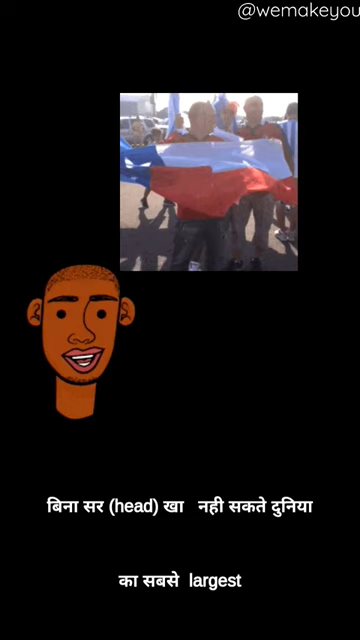 @wemakeyou
बिना सर (head) खा नही सकते दुनिया
का सबसे largest